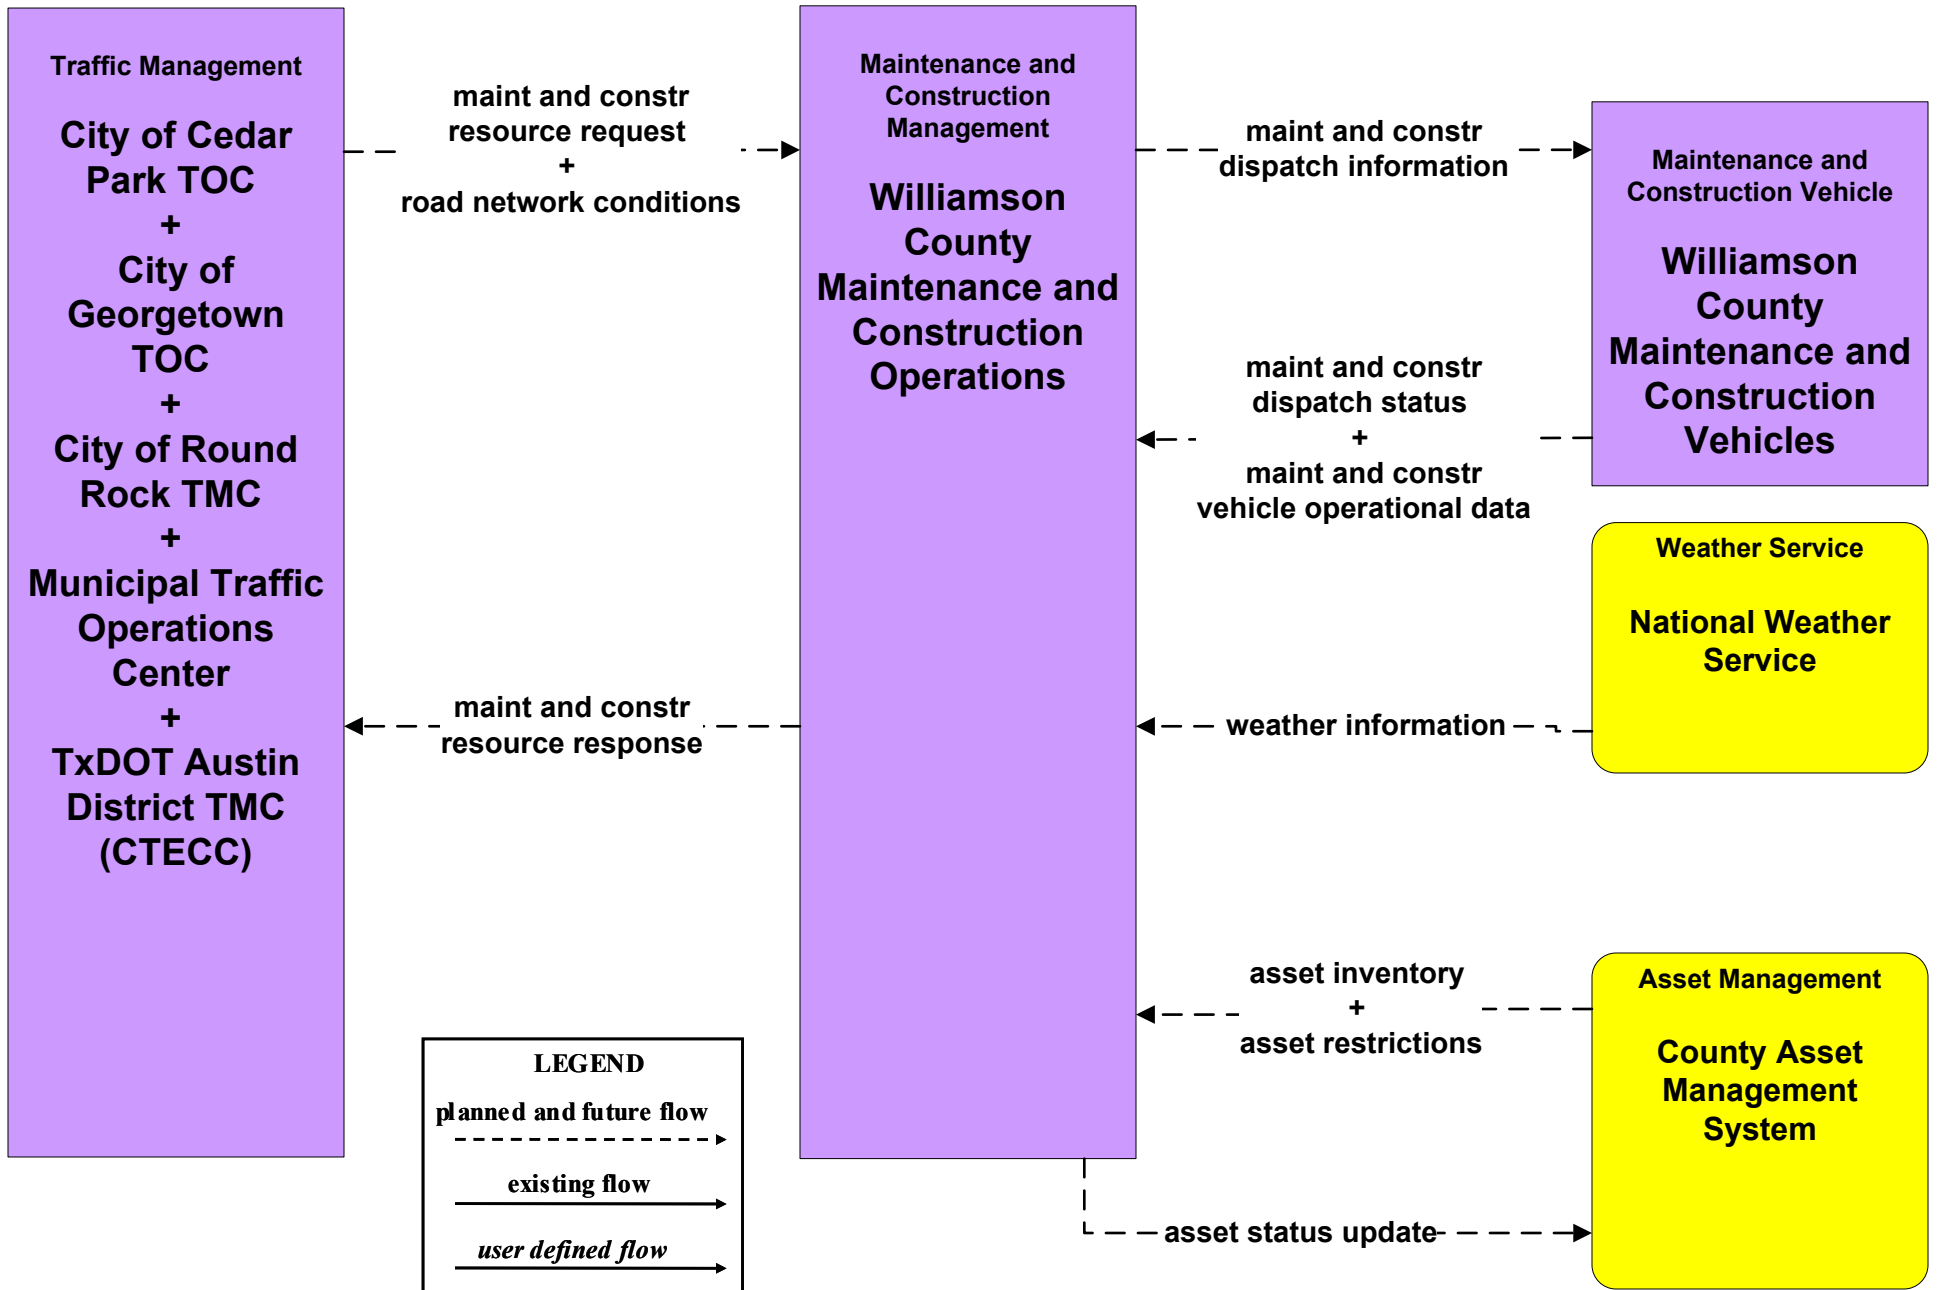 Traffic Management
City of Cedar
Park TOC
+
City of
Georgetown
TOC
+
City of Round
Rock TMC
+
Municipal Traffic
Operations
Center
+
TxDOT Austin
District TMC
(CTECC)
maint and constr
resource request
+
road network conditions
maint and constr
resource response
Maintenance and
Construction
Management
Williamson
County
Maintenance and
Construction
Operations
maint and constr
dispatch information
maint and constr
dispatch status
+
maint and constr
vehicle operational data
weather information
asset inventory
+
asset restrictions
asset status update
Maintenance and
Construction Vehicle
Williamson
County
Maintenance and
Construction
Vehicles
Weather Service
National Weather
Service
Asset Management
County Asset
Management
System
LEGEND
planned and future flow
existing flow
user defined flow